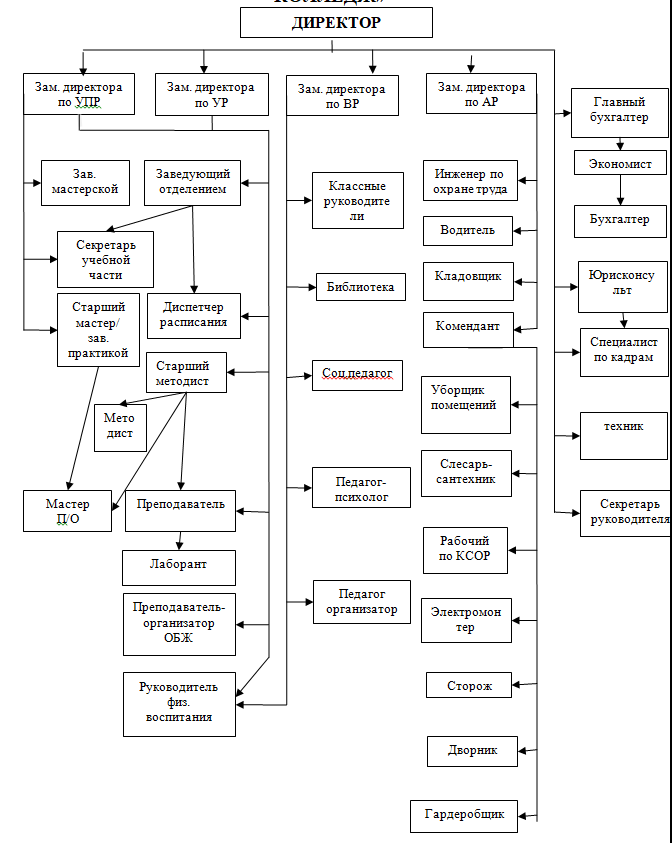 ДИРЕКТОР
Зам. директора
по УПР
Зам. директора
по УР
Зам. директора
по ВР
Зам. директора
по АР
Главный
бухгалтер
Экономист
Бухгалтер
Зав.
мастерской
Заведующий
отделением
Классные
руководите
ли
Инженер по
охране труда
Водитель
Секретарь
учебной
части
Библиотека
Кладовщик
Юрисконсу
льт
Старший
мастер/
зав.
практикой
Диспетчер
расписания
Комендант
Специалист
по кадрам
Старший
методист
Соц.педагог
Уборщик
помещений
Мето
дист
техник
Педагог-
психолог
Слесарь-
сантехник
Мастер
П/О
Преподаватель
Секретарь
руководителя
Лаборант
Рабочий
по КСОР
Преподаватель-
организатор
ОБЖ
Педагог
организатор
Электромон
тер
Руководитель
физ.
воспитания
Сторож
Дворник
Гардеробщик